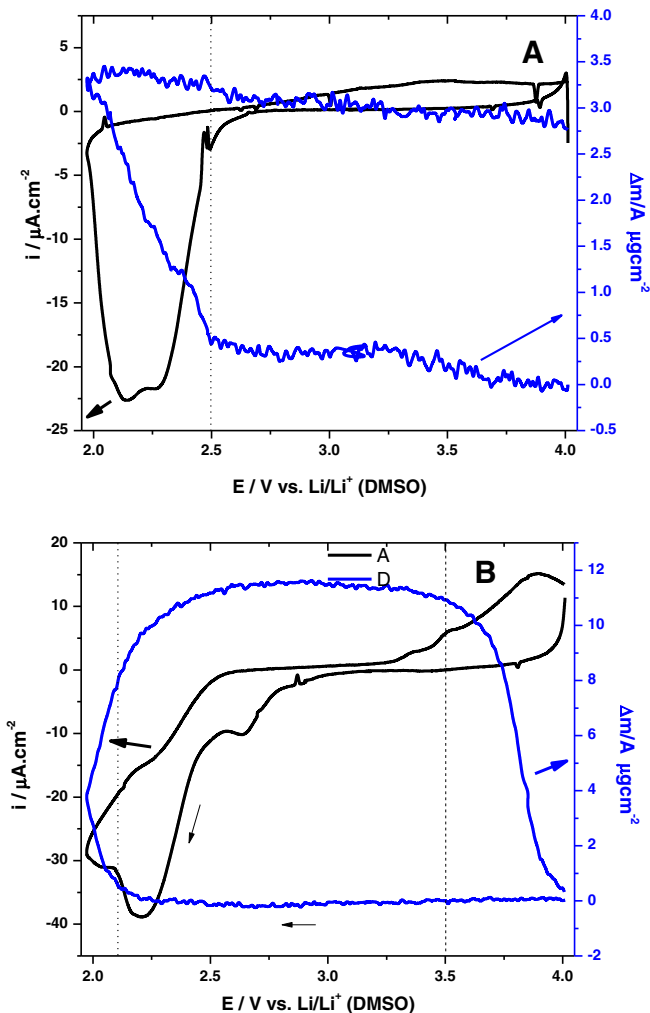 A
7.5
5
0
-5
-10
-15
-20
-25
i / μA.cm-2
4.0
3.5
3.0
2.5
2.0
1.5
1.0
0.5
0.0
-0.5
Δm/A μgcm-2
2.0 2.5 3.0 3.5 4.0
E / V vs. Li/Li+ (DMSO)
B
A
D
20
10
0
-10
-20
-30
-40
i / μA.cm-2
12
10
8
6
4
2
0
-2
Δm/A μgcm-2
2.0 2.5 3.0 3.5 4.0
E / V vs. Li/Li+ (DMSO)